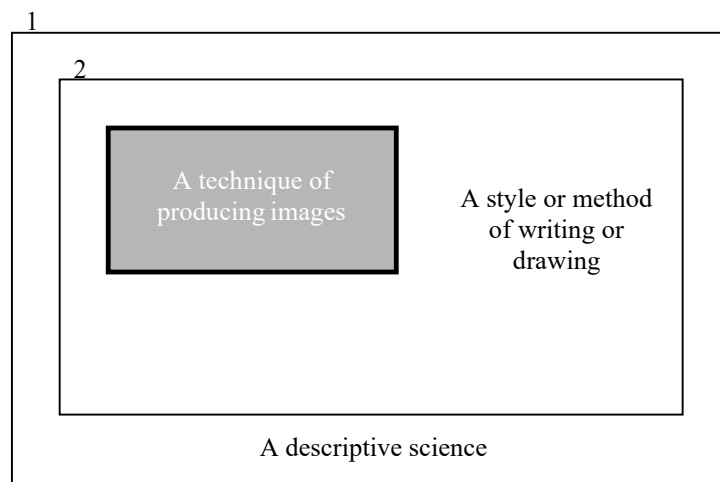 1
2
A technique of
producing images
A style or method
of writing or
drawing
A descriptive science